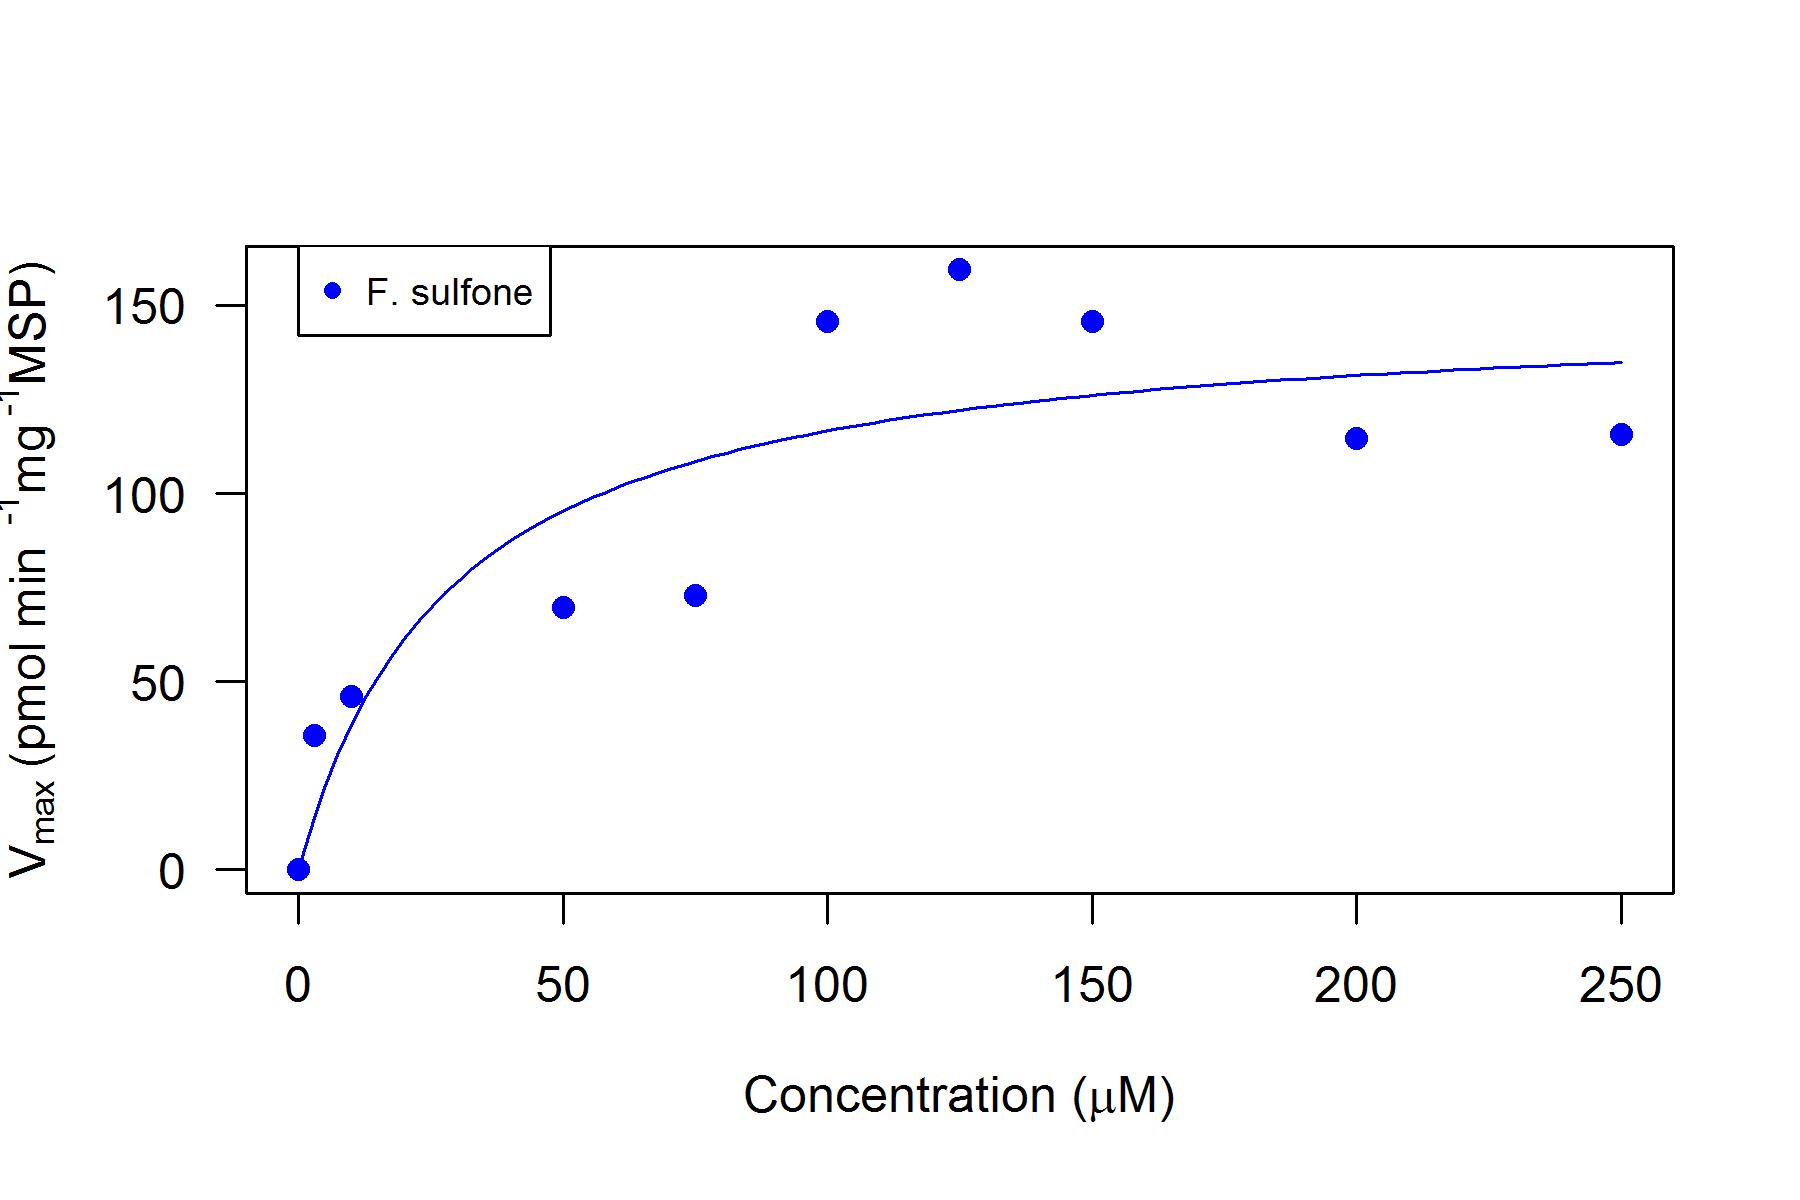 F. sulfone
Vmax (pmol min -1mg -1MSP)
150
100
50
0
0 50 100 150 200 250
Concentration (μM)